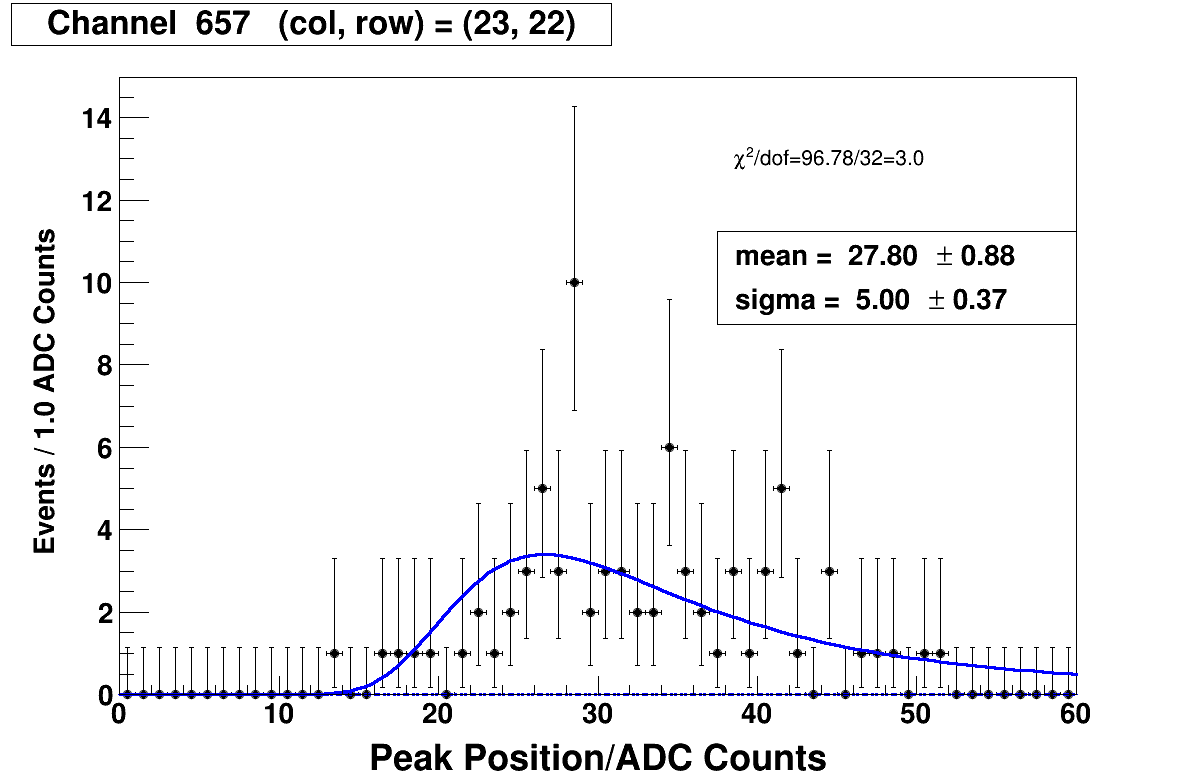 Channel 657 (col, row) = (23, 22)
χ²/dof=96.78/32=3.0
mean = 27.80 ± 0.88
sigma = 5.00 ± 0.37
Events / 1.0 ADC Counts
14
12
10
8
6
4
2
0
0 10 20 30 40 50 60
Peak Position/ADC Counts